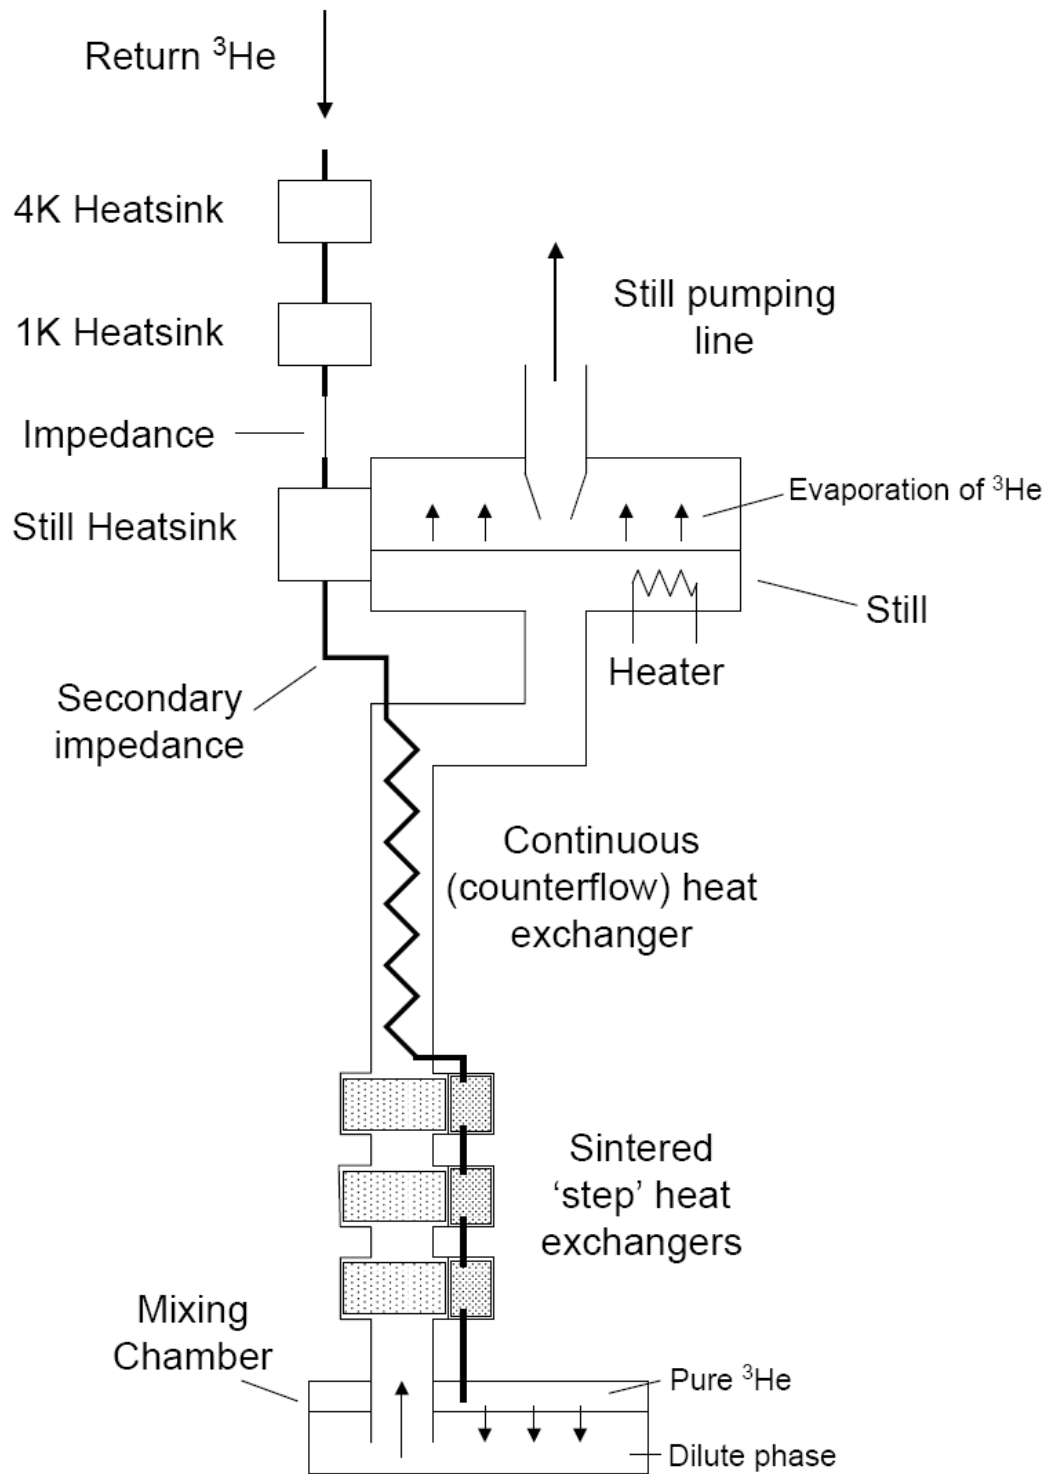 Return ³He
4K Heatsink
1K Heatsink
Still pumping
line
Impedance
Evaporation of ³He
Still Heatsink
Still
Heater
Secondary
impedance
Continuous
(counterflow) heat
exchanger
Sintered
‘step’ heat
exchangers
Mixing
Chamber
Pure ³He
Dilute phase